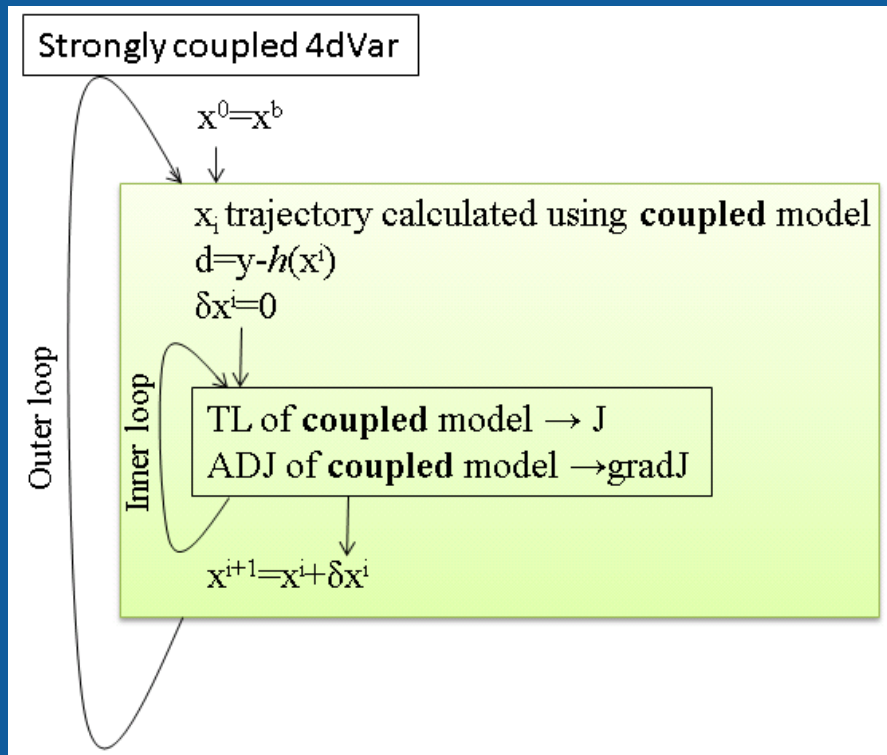 Strongly coupled 4dVar
x⁰=xᵇ
xᵢ trajectory calculated using coupled model
d=y-h(xⁱ)
δxⁱ=0
Outer loop
Inner loop
TL of coupled model → J
ADJ of coupled model →gradJ
xⁱ⁺¹=xⁱ+δxⁱ